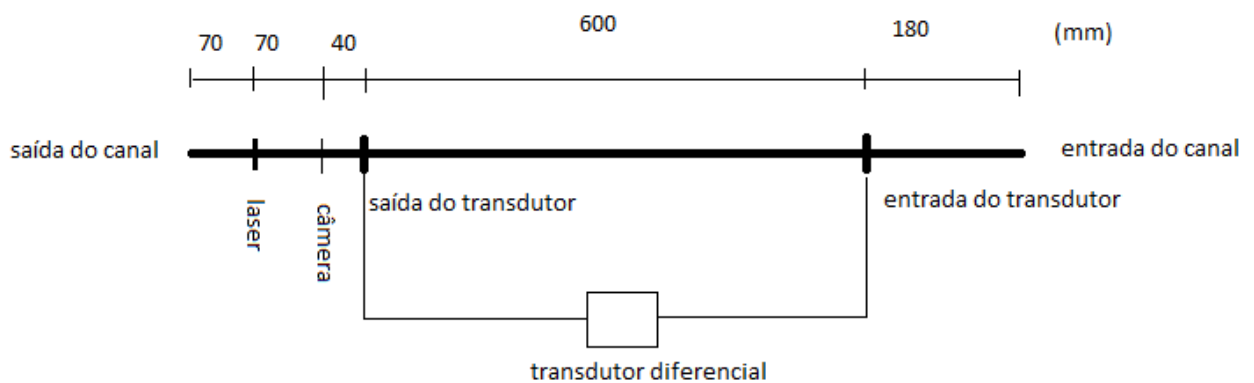 600
180
(mm)
70
70
40
saída do canal
entrada do canal
laser
câmera
saída do transdutor
entrada do transdutor
transdutor diferencial